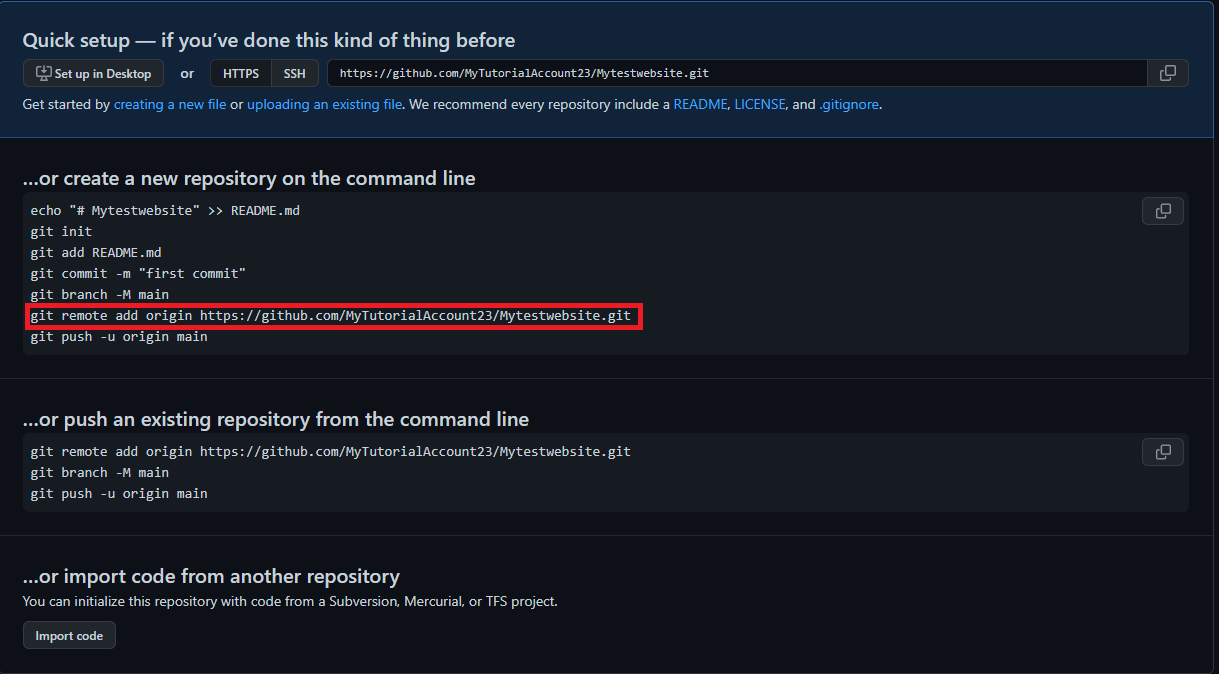 Quick setup — if you’ve done this kind of thing before
Set up in Desktop or HTTPS SSH https://github.com/MyTutorialAccount23/Mytestwebsite.git
Get started by creating a new file or uploading an existing file. We recommend every repository include a README, LICENSE, and .gitignore.
…or create a new repository on the command line
echo "# Mytestwebsite" >> README.md
git init
git add README.md
git commit -m "first commit"
git branch -M main
git remote add origin https://github.com/MyTutorialAccount23/Mytestwebsite.git
git push -u origin main
…or push an existing repository from the command line
git remote add origin https://github.com/MyTutorialAccount23/Mytestwebsite.git
git branch -M main
git push -u origin main
…or import code from another repository
You can initialize this repository with code from a Subversion, Mercurial, or TFS project.
Import code